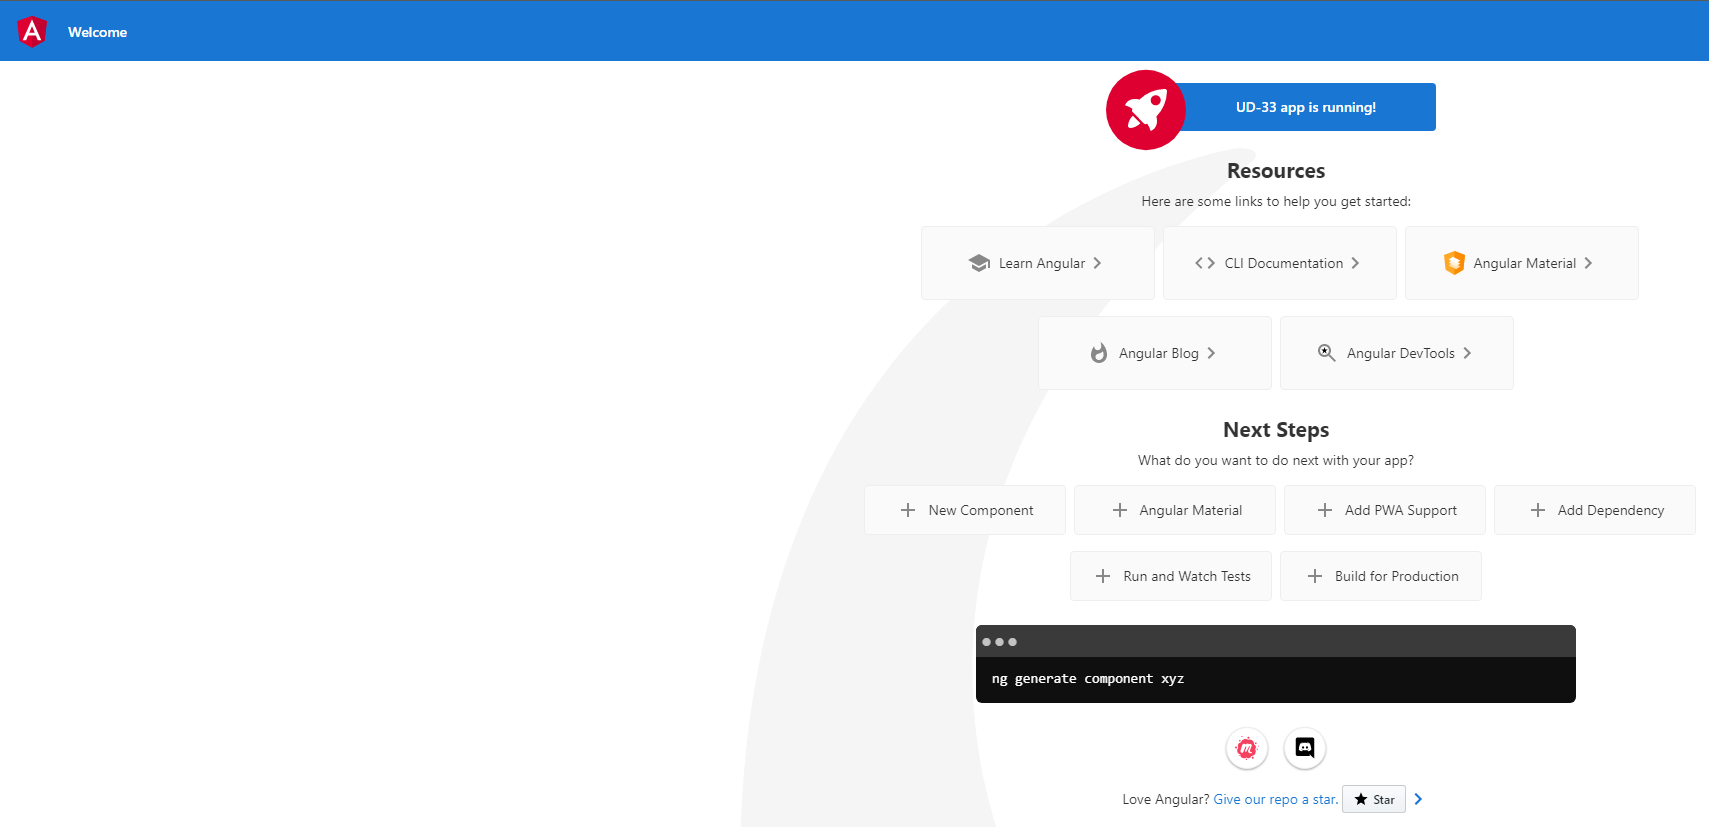 Welcome
UD-33 app is running!
Resources
Here are some links to help you get started:
Learn Angular
CLI Documentation
Angular Material
Angular Blog
Angular DevTools
Next Steps
What do you want to do next with your app?
New Component
Angular Material
Add PWA Support
Add Dependency
Run and Watch Tests
Build for Production
ng generate component xyz
Love Angular? Give our repo a star. Star